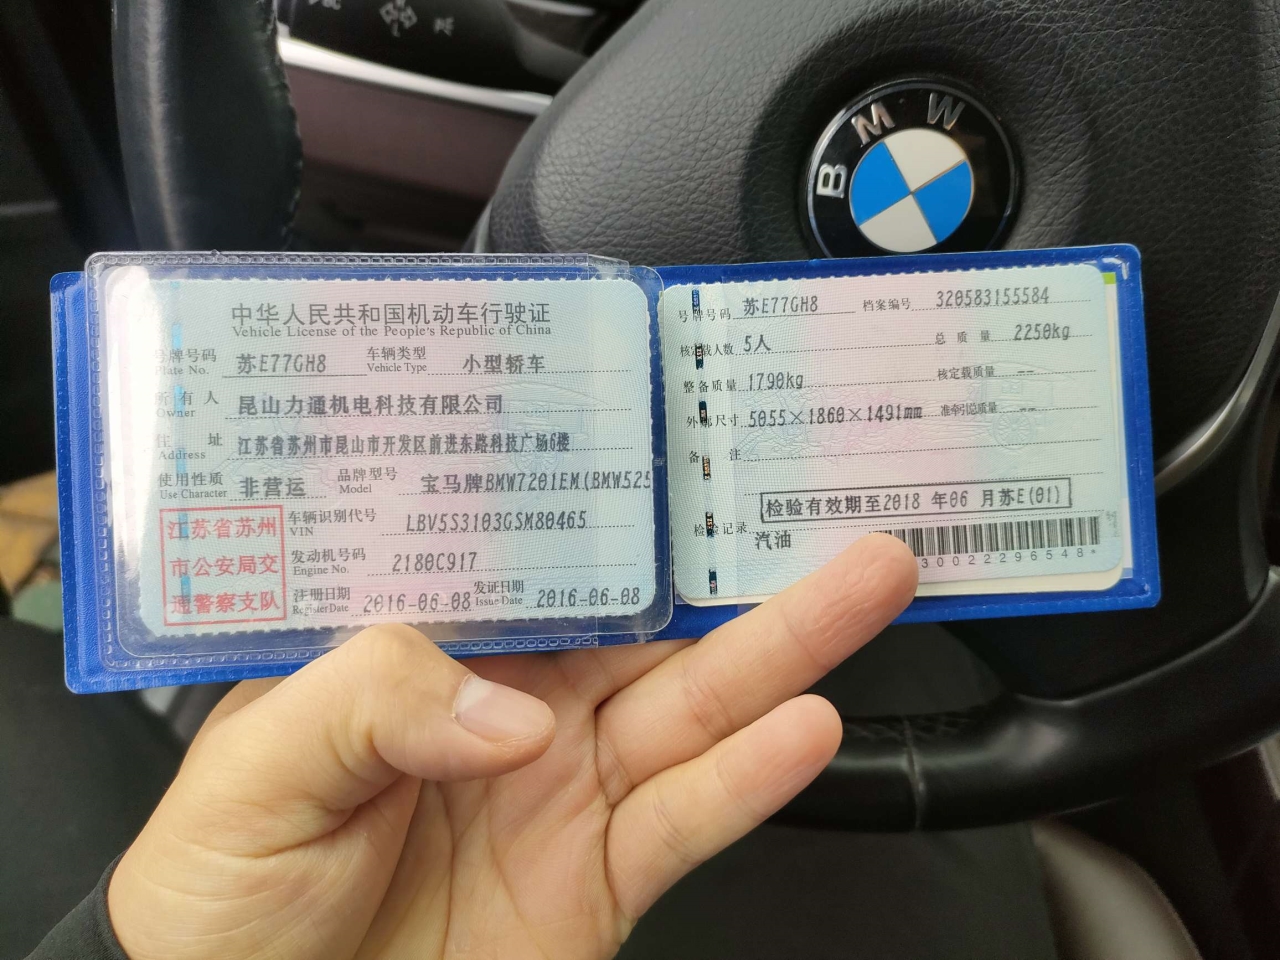 BMW
中华人民共和国机动车行驶证
Vehicle License of the People's Republic of China
号牌号码 苏E77GH8 车辆类型 小型轿车
Plate No. Vehicle Type
所有人 昆山力通机电科技有限公司
Owner
住址 江苏省苏州市昆山市开发区前进东路科技广场6楼
Address
使用性质 非营运 品牌型号 宝马牌BMW7201EM(BMW525
Use Character Model
江苏省苏州
市公安局交
通警察支队
车辆识别代号 LBV5S3103GSM80465
VIN
发动机号码 2180C917
Engine No.
注册日期 2016-06-08 发证日期 2016-06-08
Register Date Issue Date
号牌号码 苏E77GH8 档案编号 320583155584
核定载人数 5人 总质量 2250kg
整备质量 1790kg 核定载质量 --
外廓尺寸 5055×1860×1491mm 准牵引总质量 --
备注
检验有效期至2018年06月苏E(01)
检验记录
汽油
30022296548*